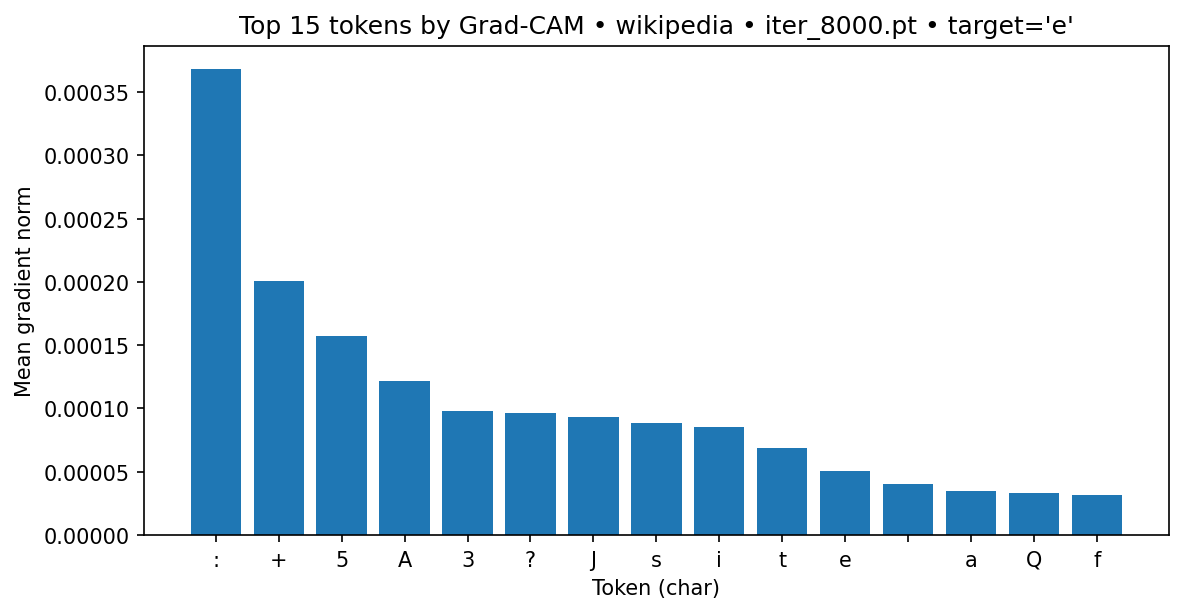 Top 15 tokens by Grad-CAM • wikipedia • iter_8000.pt • target='e'
Mean gradient norm
0.00035
0.00030
0.00025
0.00020
0.00015
0.00010
0.00005
0.00000
: + 5 A 3 ? J s i t e a Q f
Token (char)